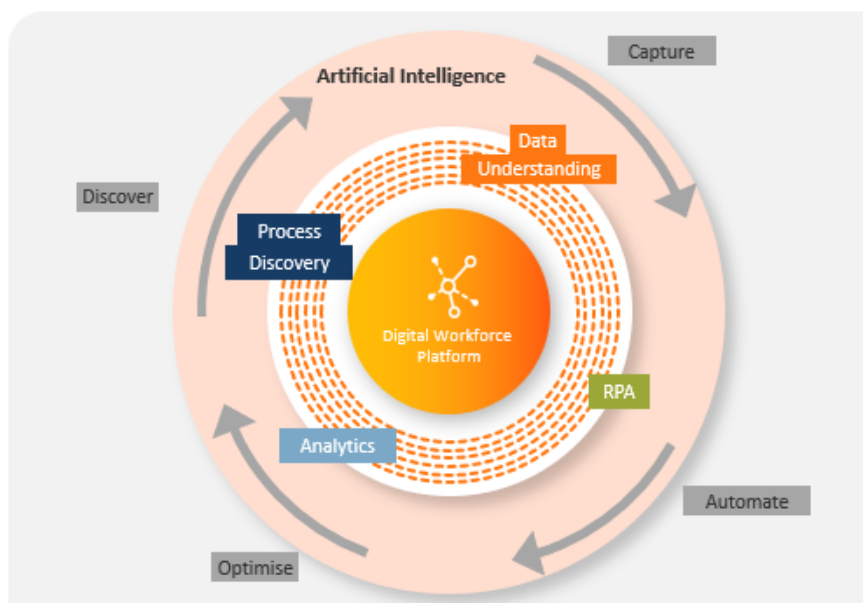 Capture
Artificial Intelligence
Data
Understanding
Discover
Process
Discovery
Digital Workforce
Platform
RPA
Analytics
Automate
Optimise